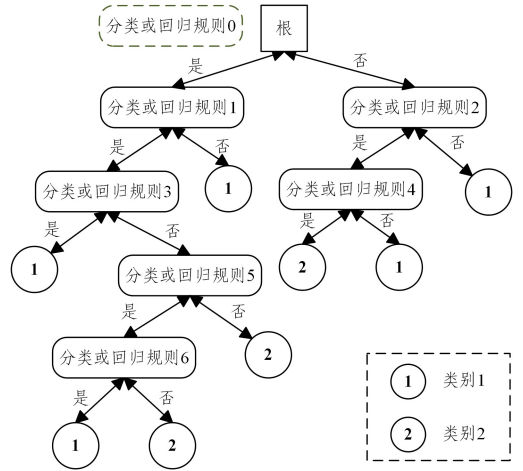 分类或回归规则0
根
是
否
分类或回归规则1
分类或回归规则2
是
否
是
否
分类或回归规则3
1
分类或回归规则4
1
是
否
是
否
1
分类或回归规则5
2
1
是
否
分类或回归规则6
2
是
否
1
2
1 类别1
2 类别2